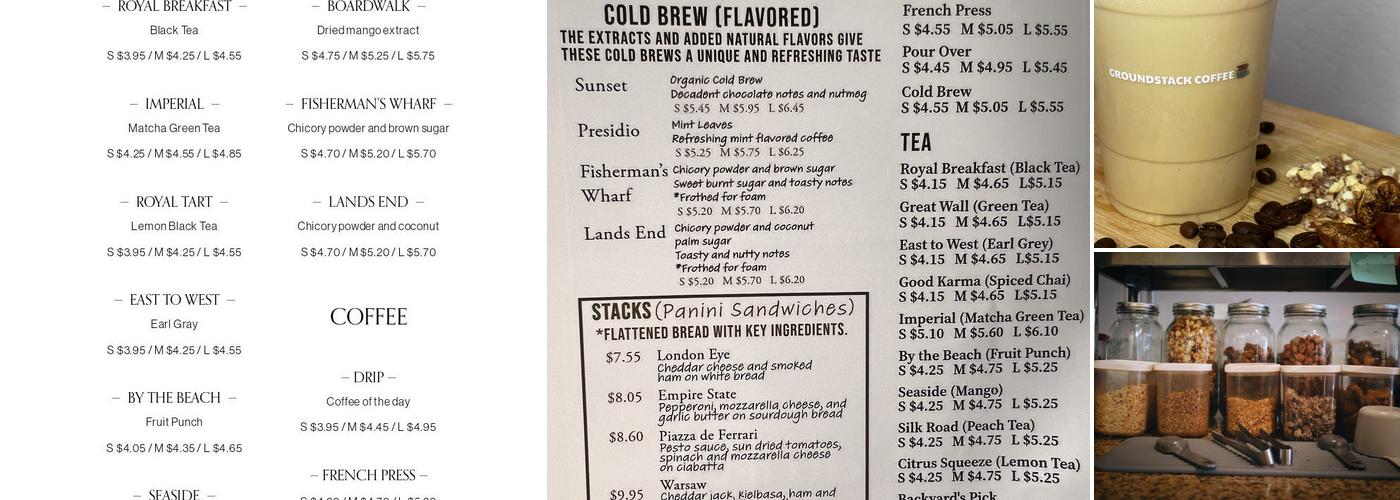 — ROYAL BREAKFAST —
Black Tea
S $3.95 / M $4.25 / L $4.55
— IMPERIAL —
Matcha Green Tea
S $4.25 / M $4.55 / L $4.85
— ROYAL TART —
Lemon Black Tea
S $3.95 / M $4.25 / L $4.55
— EAST TO WEST —
Earl Gray
S $3.95 / M $4.25 / L $4.55
— BY THE BEACH —
Fruit Punch
S $4.05 / M $4.35 / L $4.65
— SEASIDE —
— BOARDWALK —
Dried mango extract
S $4.75 / M $5.25 / L $5.75
— FISHERMAN'S WHARF —
Chicory powder and brown sugar
S $4.70 / M $5.20 / L $5.70
— LANDS END —
Chicory powder and coconut
S $4.70 / M $5.20 / L $5.70
COFFEE
— DRIP —
Coffee of the day
S $3.95 / M $4.45 / L $4.95
— FRENCH PRESS —
COLD BREW (FLAVORED)
THE EXTRACTS AND ADDED NATURAL FLAVORS GIVE
THESE COLD BREWS A UNIQUE AND REFRESHING TASTE
Sunset
Organic Cold Brew
Decadent chocolate notes and nutmeg
S $5.45 M $5.95 L $6.45
Presidio
Mint Leaves
Refreshing mint flavored coffee
S $5.25 M $5.75 L $6.25
Fisherman's
Wharf
Chicory powder and brown sugar
Sweet burnt sugar and toasty notes
*Frothed for foam
S $5.20 M $5.70 L $6.20
Lands End
Chicory powder and coconut
palm sugar
Toasty and nutty notes
*Frothed for foam
S $5.20 M $5.70 L $6.20
STACKS (Panini Sandwiches)
*FLATTENED BREAD WITH KEY INGREDIENTS.
$7.55 London Eye
Cheddar cheese and smoked
ham on white bread
$8.05 Empire State
Pepperoni, mozzarella cheese, and
garlic butter on sourdough bread
$8.60 Piazza de Ferrari
Pesto sauce, sun dried tomatoes,
spinach and mozzarella cheese
on ciabatta
$9.95 Warsaw
Cheddar jack, kielbasa, ham and
French Press
S $4.55 M $5.05 L $5.55
Pour Over
S $4.45 M $4.95 L $5.45
Cold Brew
S $4.55 M $5.05 L $5.55
TEA
Royal Breakfast (Black Tea)
S $4.15 M $4.65 L$5.15
Great Wall (Green Tea)
S $4.15 M $4.65 L$5.15
East to West (Earl Grey)
S $4.15 M $4.65 L$5.15
Good Karma (Spiced Chai)
S $4.15 M $4.65 L$5.15
Imperial (Matcha Green Tea)
S $5.10 M $5.60 L $6.10
By the Beach (Fruit Punch)
S $4.25 M $4.75 L $5.25
Seaside (Mango)
S $4.25 M $4.75 L $5.25
Silk Road (Peach Tea)
S $4.25 M $4.75 L $5.25
Citrus Squeeze (Lemon Tea)
S $4.25 M $4.75 L $5.25
Backyard's Pick
GROUNDSTACK COFFEE